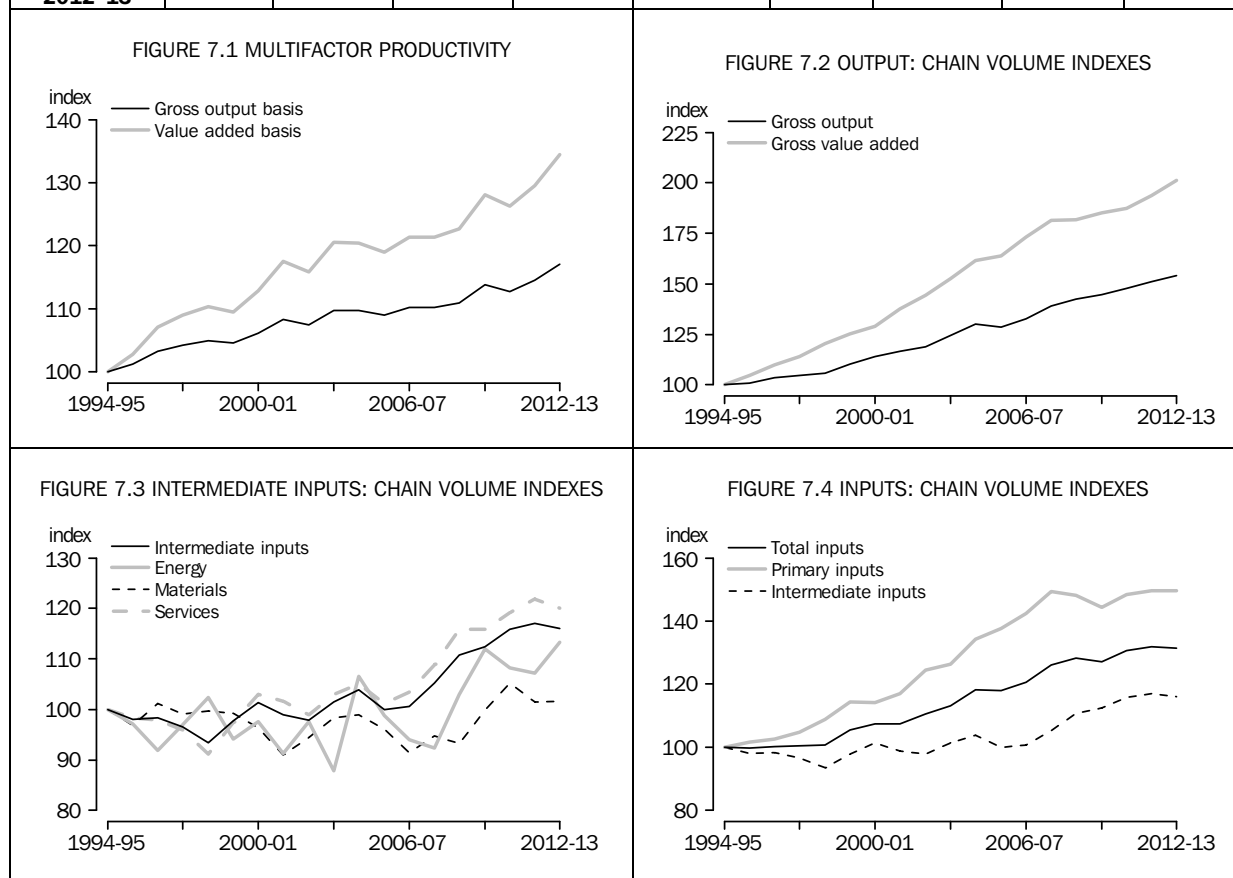 2012-13
FIGURE 7.1 MULTIFACTOR PRODUCTIVITY
index
Gross output basis
Value added basis
140
130
120
110
100
1994-95 2000-01 2006-07 2012-13
FIGURE 7.2 OUTPUT: CHAIN VOLUME INDEXES
index
Gross output
Gross value added
225
200
175
150
125
100
1994-95 2000-01 2006-07 2012-13
FIGURE 7.3 INTERMEDIATE INPUTS: CHAIN VOLUME INDEXES
index
Intermediate inputs
Energy
Materials
Services
130
120
110
100
90
80
1994-95 2000-01 2006-07 2012-13
FIGURE 7.4 INPUTS: CHAIN VOLUME INDEXES
index
Total inputs
Primary inputs
Intermediate inputs
160
140
120
100
80
1994-95 2000-01 2006-07 2012-13